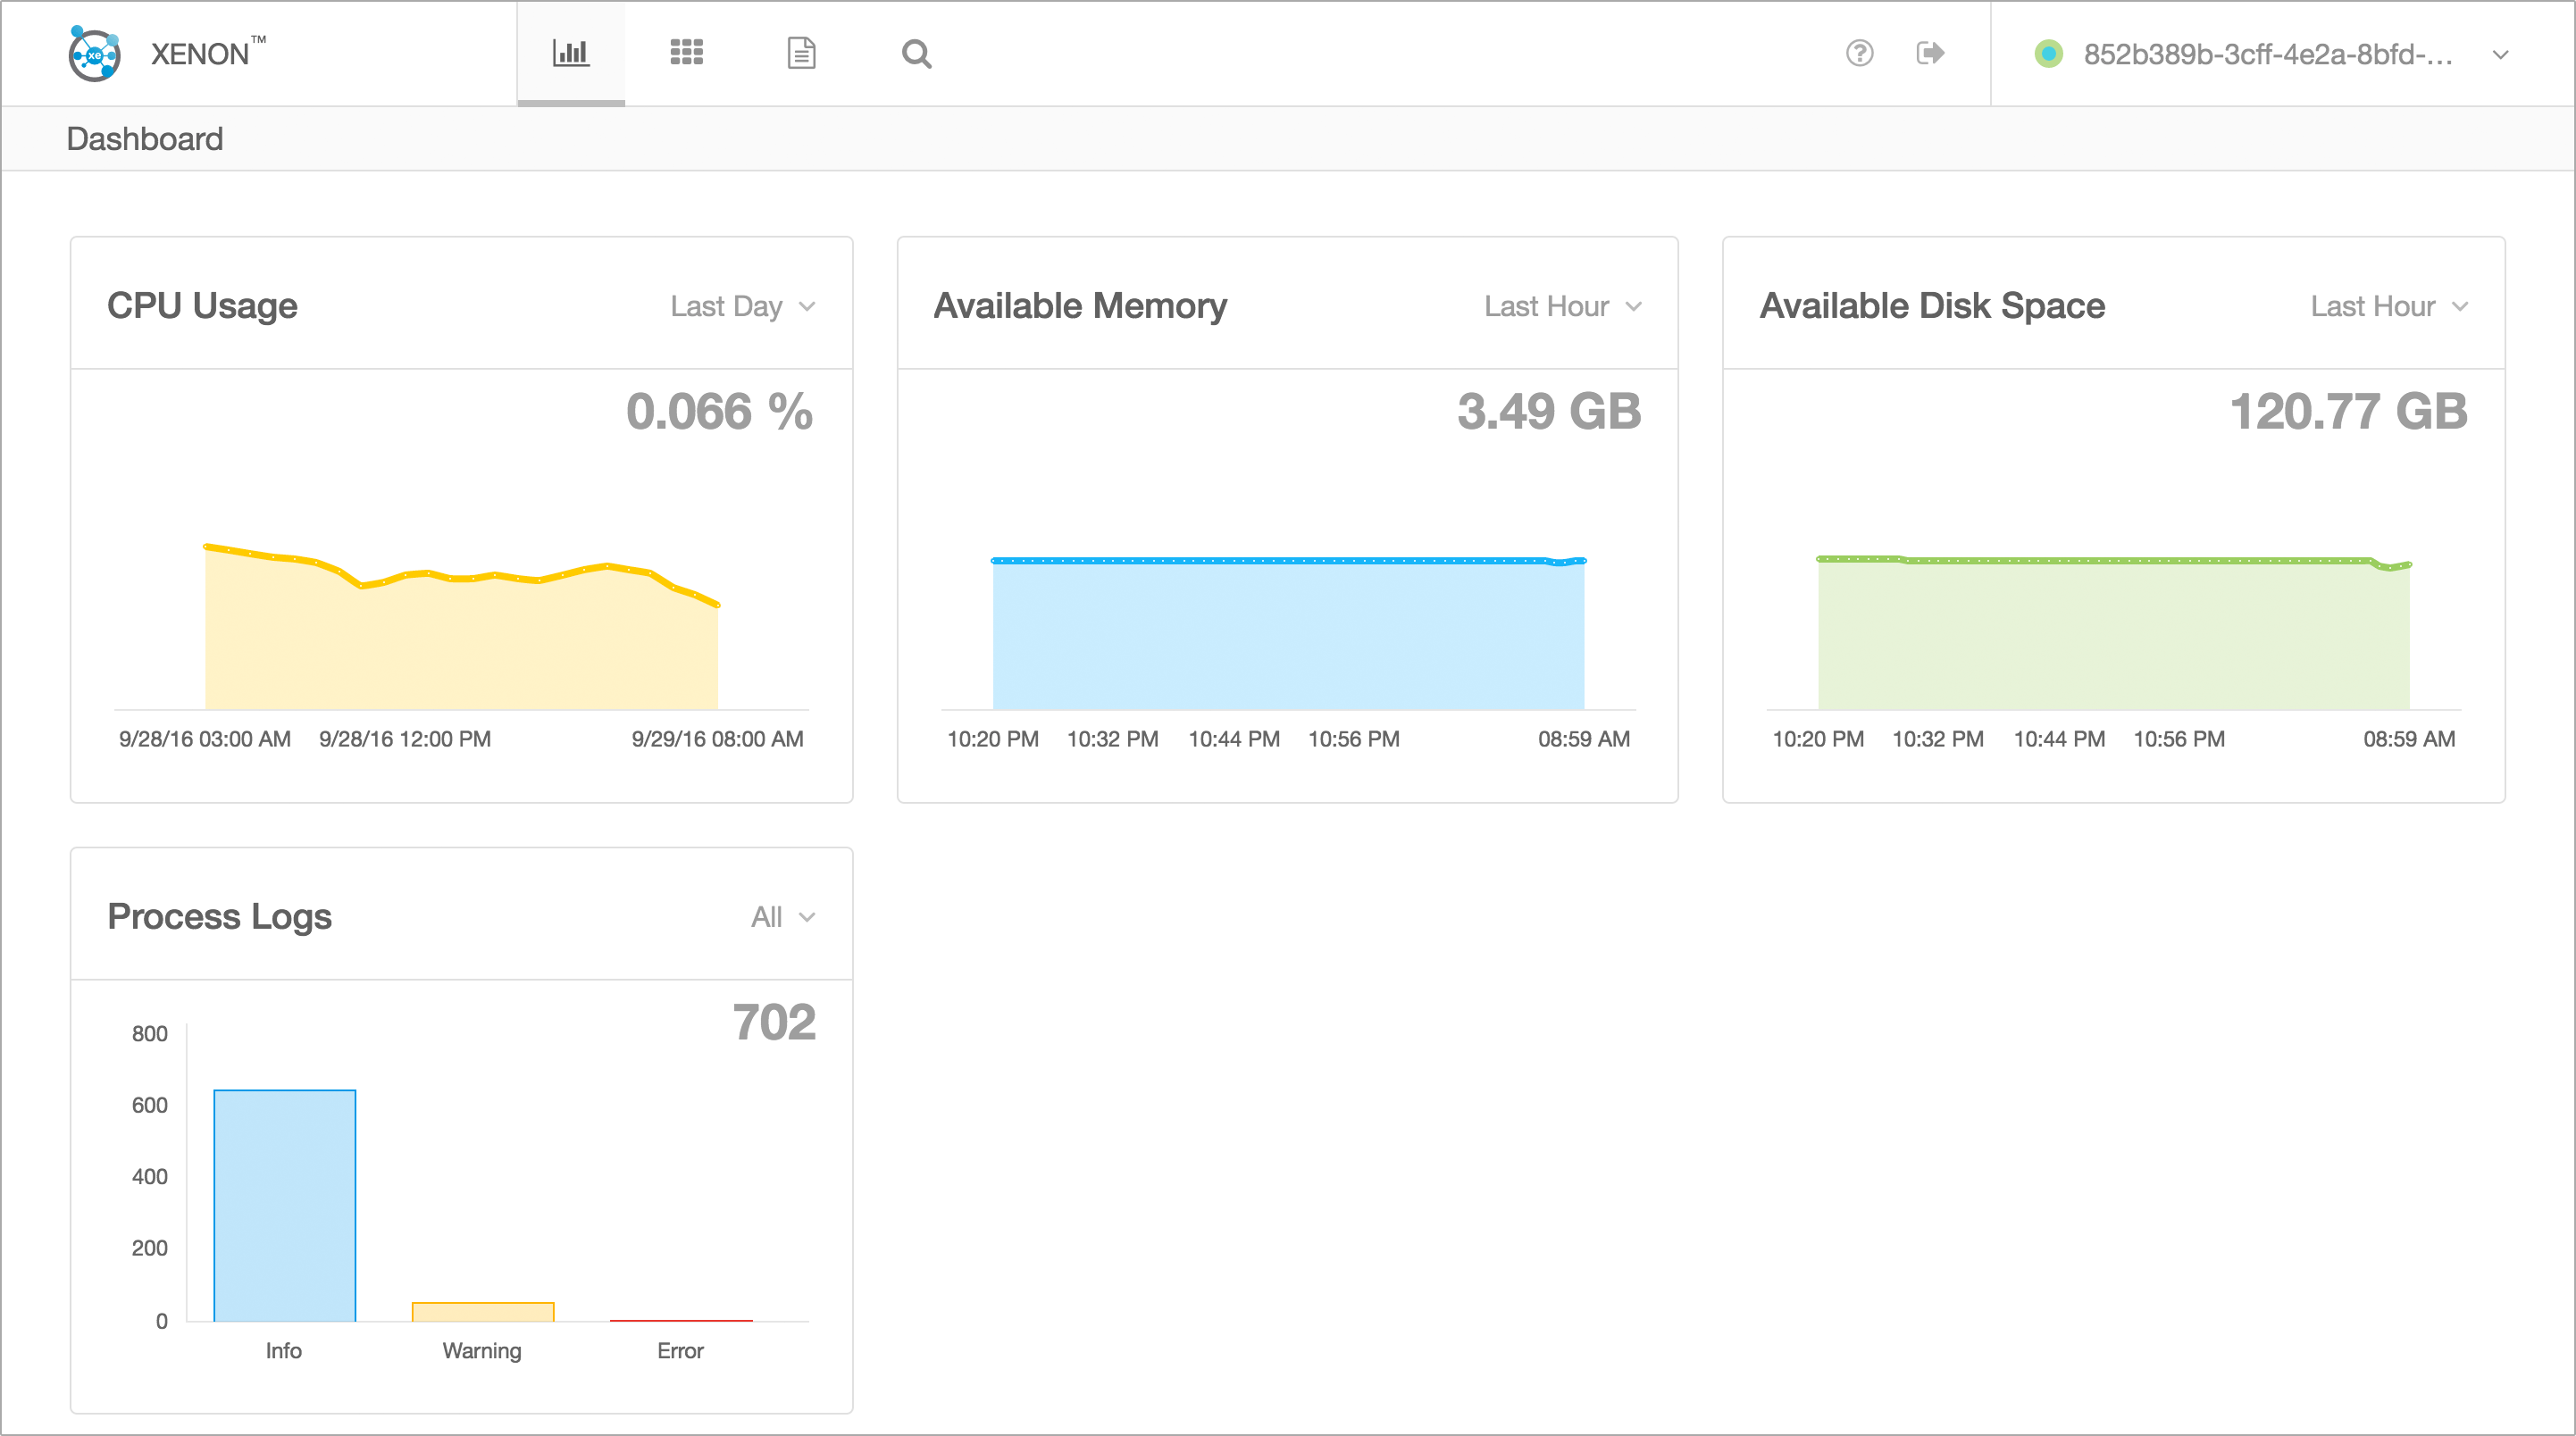 xe XENON™
852b389b-3cff-4e2a-8bfd-...
Dashboard
CPU Usage
Last Day
0.066 %
9/28/16 03:00 AM 9/28/16 12:00 PM 9/29/16 08:00 AM
Available Memory
Last Hour
3.49 GB
10:20 PM 10:32 PM 10:44 PM 10:56 PM 08:59 AM
Available Disk Space
Last Hour
120.77 GB
10:20 PM 10:32 PM 10:44 PM 10:56 PM 08:59 AM
Process Logs
All
702
800
600
400
200
0
Info Warning Error